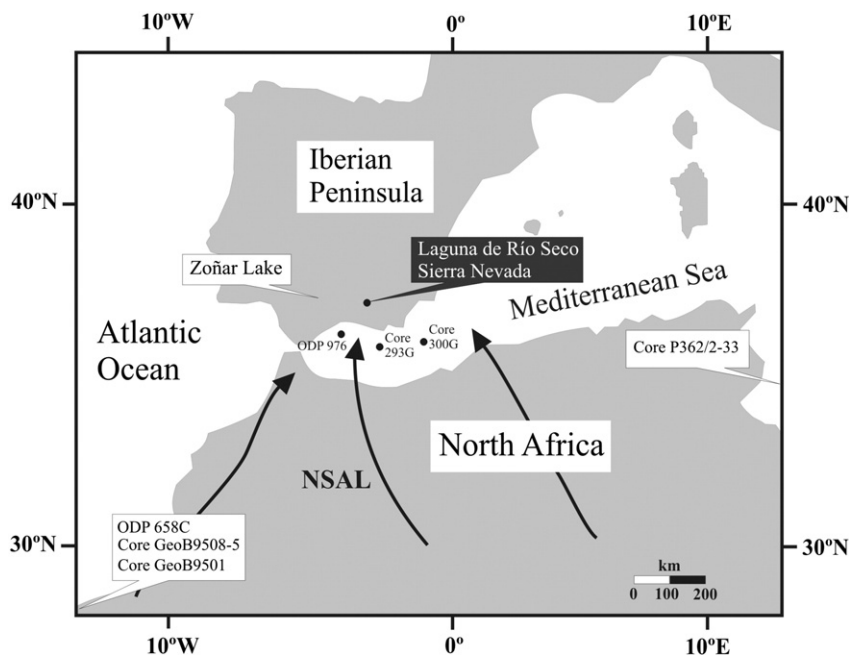 10ºW
0º
10ºE
Iberian
Peninsula
40ºN
40ºN
Laguna de Río Seco
Sierra Nevada
Zoñar Lake
Mediterranean Sea
Atlantic
Ocean
ODP 976
Core
293G
Core
300G
Core P362/2-33
North Africa
NSAL
ODP 658C
Core GeoB9508-5
Core GeoB9501
30ºN
30ºN
km
0 100 200
10ºW
0º
10ºE